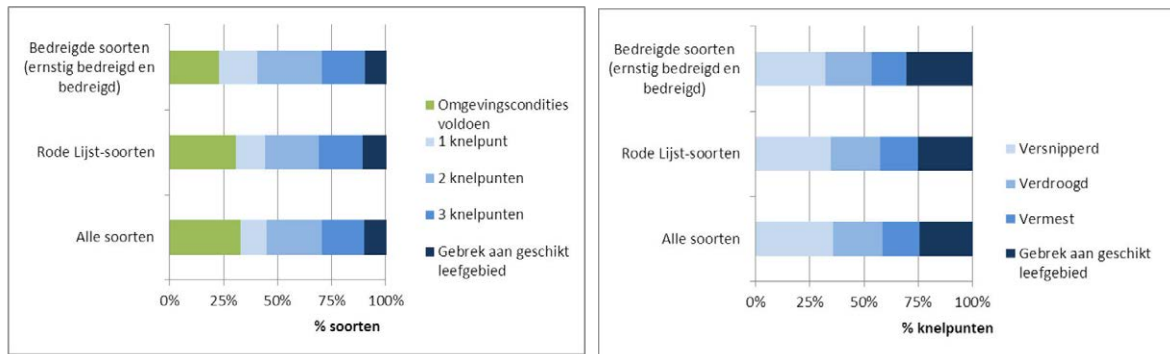 Bedreigde soorten
(ernstig bedreigd en
bedreigd)
Rode Lijst-soorten
Alle soorten
0% 25% 50% 75% 100%
% soorten
Omgevingscondities
voldoen
1 knelpunt
2 knelpunten
3 knelpunten
Gebrek aan geschikt
leefgebied
Bedreigde soorten
(ernstig bedreigd en
bedreigd)
Rode Lijst-soorten
Alle soorten
0% 25% 50% 75% 100%
% knelpunten
Versnipperd
Verdroogd
Vermest
Gebrek aan geschikt
leefgebied